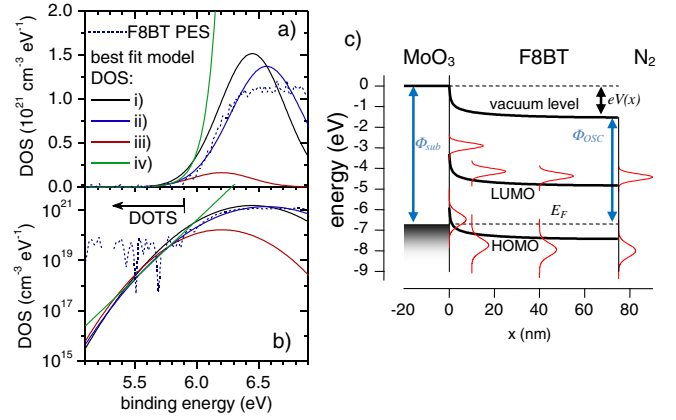 F8BT PES
best fit model
DOS:
i)
ii)
iii)
iv)
a)
2.0
1.5
1.0
0.5
0.0
DOS (10²¹ cm⁻³ eV⁻¹)
DOTS
b)
10²¹
10¹⁹
10¹⁷
10¹⁵
DOS (cm⁻³ eV⁻¹)
5.5 6.0 6.5
binding energy (eV)
c)
MoO₃ F8BT N₂
0
-1
-2
-3
-4
-5
-6
-7
-8
-9
energy (eV)
vacuum level
eV(x)
Φsub
ΦOSC
LUMO
E_F
HOMO
-20 0 20 40 60 80
x (nm)